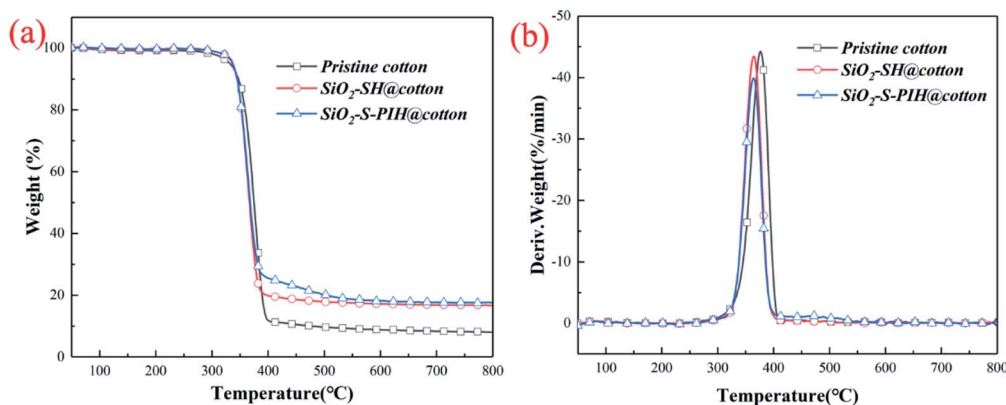 (a)
100
80
60
40
20
0
Weight (%)
100 200 300 400 500 600 700 800
Temperature(°C)
Pristine cotton
SiO₂-SH@cotton
SiO₂-S-PIH@cotton
(b)
-50
-40
-30
-20
-10
0
Deriv.Weight(%/min)
100 200 300 400 500 600 700 800
Temperature(°C)
Pristine cotton
SiO₂-SH@cotton
SiO₂-S-PIH@cotton